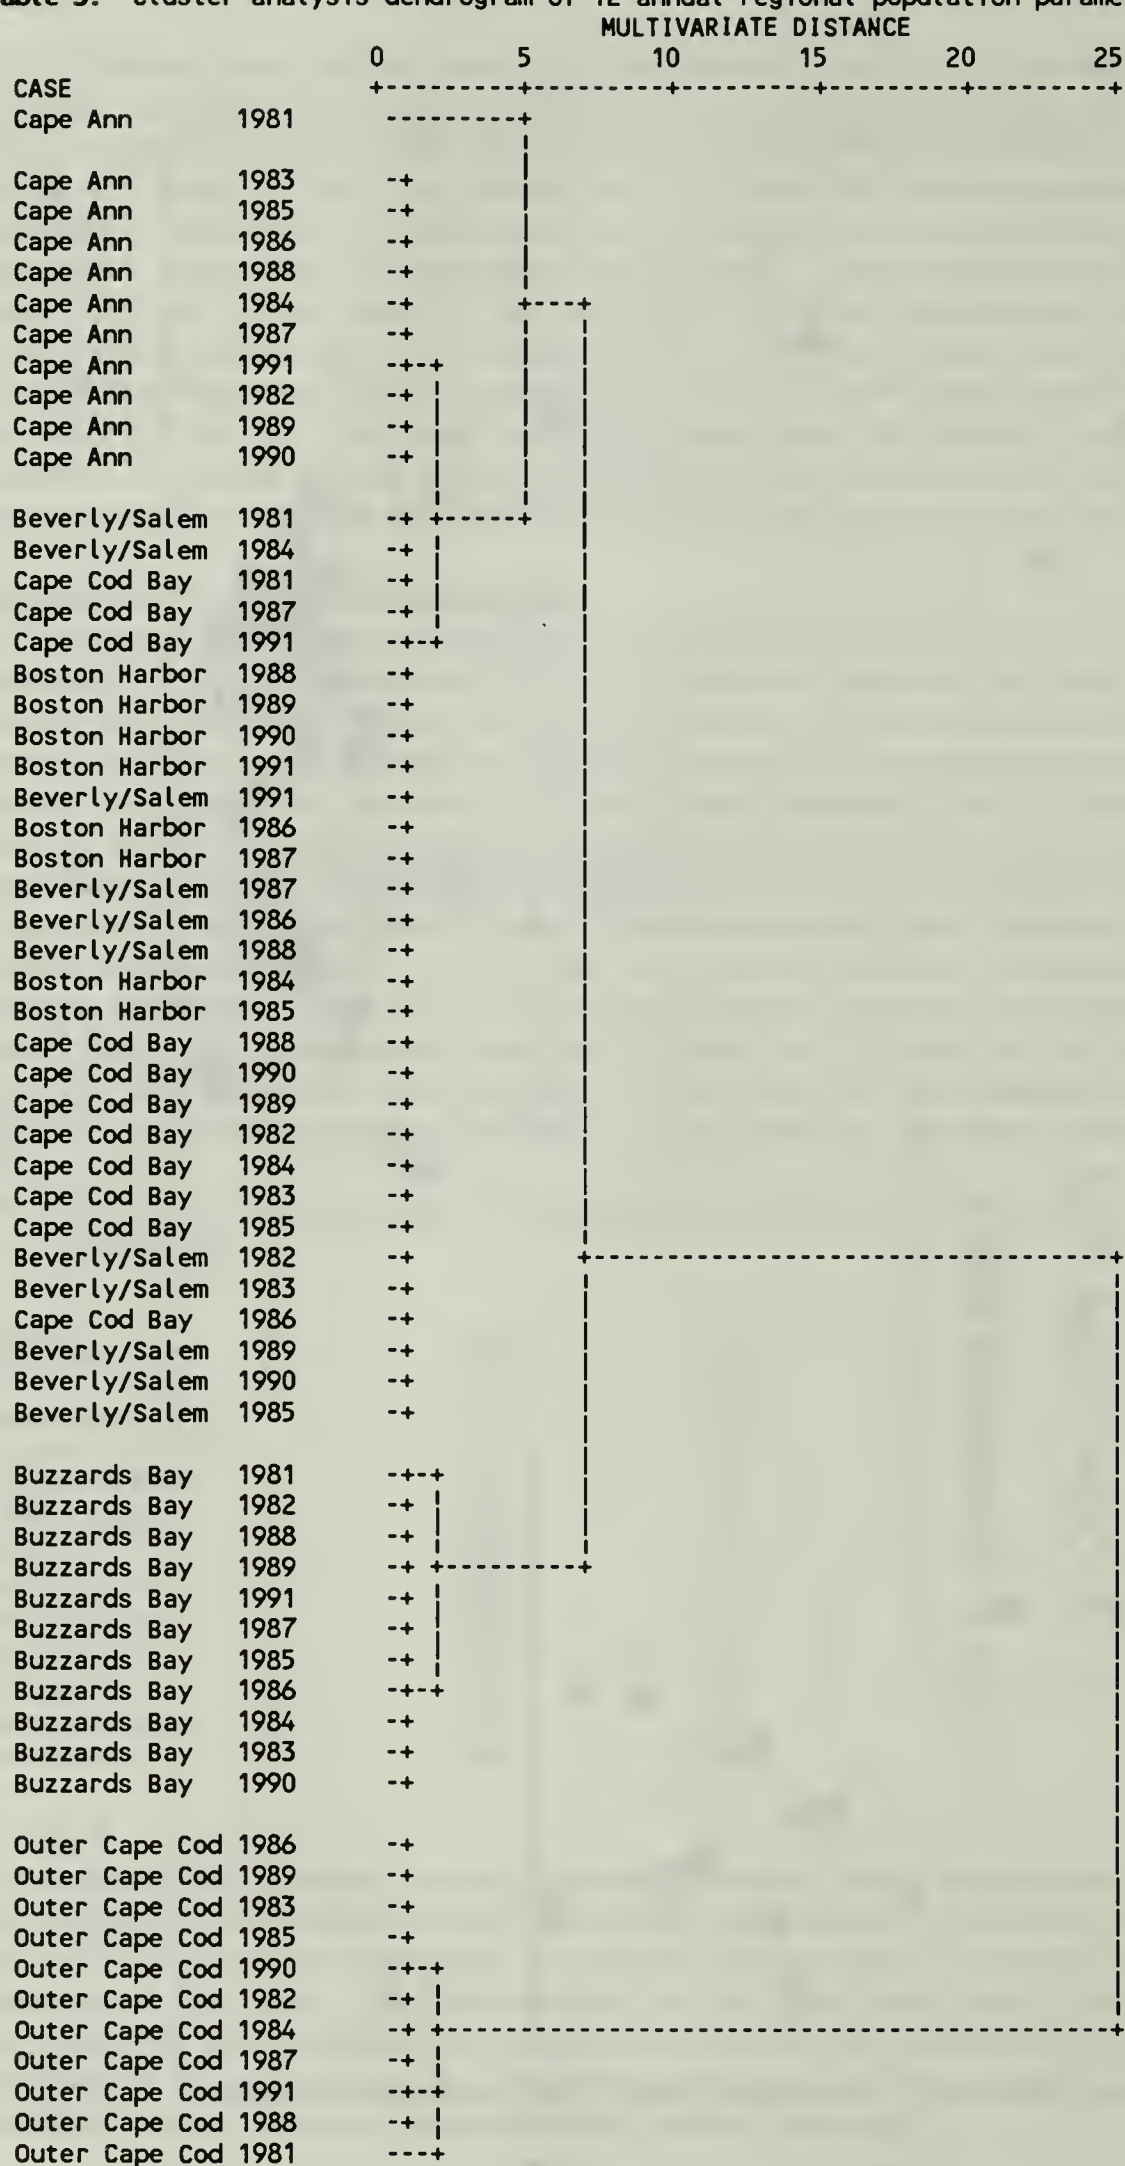 Table 5. Cluster analysis dendrogram of 12 annual regional population
MULTIVARIATE DISTANCE
0 5 10 15 20 25
CASE +---------+---------+---------+---------+---------+
Cape Ann 1981 ---------+
Cape Ann 1983 -+
Cape Ann 1985 -+
Cape Ann 1986 -+
Cape Ann 1988 -+
Cape Ann 1984 -+ +----+
Cape Ann 1987 -+
Cape Ann 1991 -+-+
Cape Ann 1982 -+
Cape Ann 1989 -+
Cape Ann 1990 -+
Beverly/Salem 1981 -+ +-----+
Beverly/Salem 1984 -+
Cape Cod Bay 1981 -+
Cape Cod Bay 1987 -+
Cape Cod Bay 1991 -+-+
Boston Harbor 1988 -+
Boston Harbor 1989 -+
Boston Harbor 1990 -+
Boston Harbor 1991 -+
Beverly/Salem 1991 -+
Boston Harbor 1986 -+
Boston Harbor 1987 -+
Beverly/Salem 1987 -+
Beverly/Salem 1986 -+
Beverly/Salem 1988 -+
Boston Harbor 1984 -+
Boston Harbor 1985 -+
Cape Cod Bay 1988 -+
Cape Cod Bay 1990 -+
Cape Cod Bay 1989 -+
Cape Cod Bay 1982 -+
Cape Cod Bay 1984 -+
Cape Cod Bay 1983 -+
Cape Cod Bay 1985 -+
Beverly/Salem 1982 -+ +-----------------------------------+
Beverly/Salem 1983 -+
Cape Cod Bay 1986 -+
Beverly/Salem 1989 -+
Beverly/Salem 1990 -+
Beverly/Salem 1985 -+
Buzzards Bay 1981 -+-+
Buzzards Bay 1982 -+
Buzzards Bay 1988 -+
Buzzards Bay 1989 -+ +---------+
Buzzards Bay 1991 -+
Buzzards Bay 1987 -+
Buzzards Bay 1985 -+
Buzzards Bay 1986 -+-+
Buzzards Bay 1984 -+
Buzzards Bay 1983 -+
Buzzards Bay 1990 -+
Outer Cape Cod 1986 -+
Outer Cape Cod 1989 -+
Outer Cape Cod 1983 -+
Outer Cape Cod 1985 -+
Outer Cape Cod 1990 -+-+
Outer Cape Cod 1982 -+
Outer Cape Cod 1984 -+ +---------------------------------------------+
Outer Cape Cod 1987 -+
Outer Cape Cod 1991 -+-+
Outer Cape Cod 1988 -+
Outer Cape Cod 1981 ---+